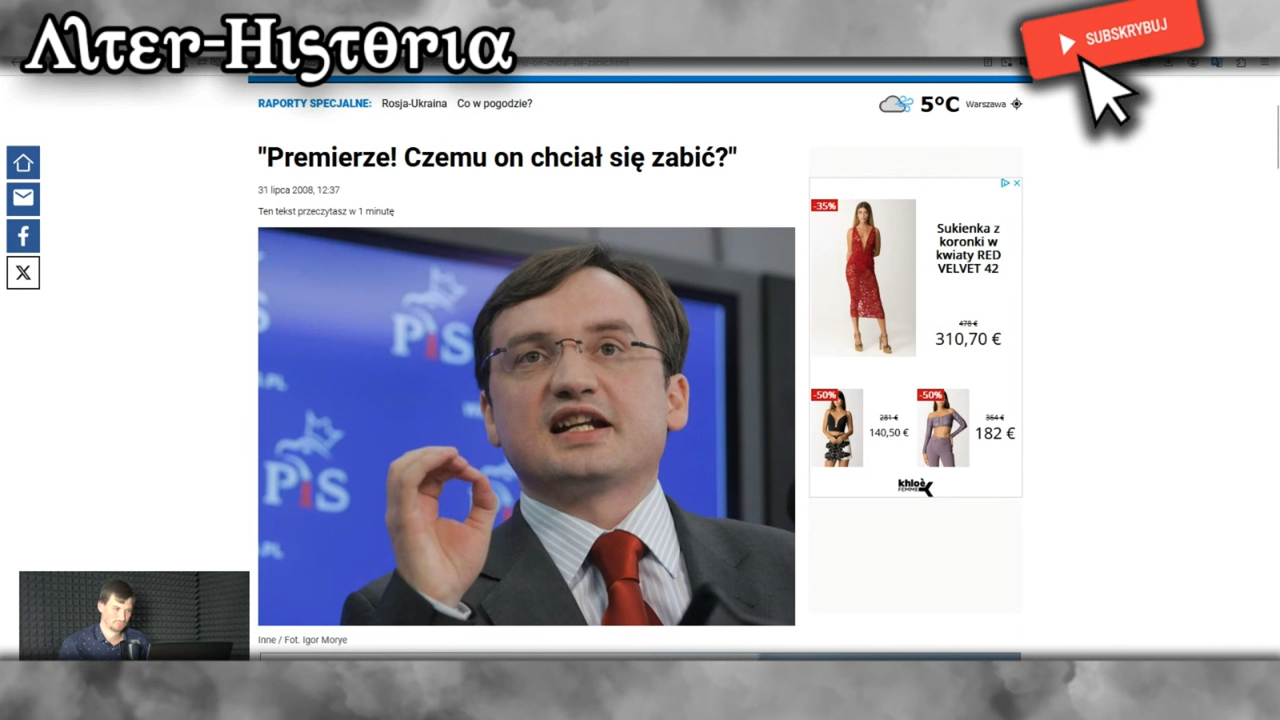 Alter-Historia
SUBSKRYBUJ
RAPORTY SPECJALNE: Rosja-Ukraina Co w pogodzie?
5°C Warszawa
"Premierze! Czemu on chciał się zabić?"
31 lipca 2008, 12:37
Ten tekst przeczytasz w 1 minutę
PiS
PiS
-35%
Sukienka z
koronki w
kwiaty RED
VELVET 42
478 €
310,70 €
-50%
281 €
140,50 €
-50%
364 €
182 €
khloè
FEMME
Inne / Fot. Igor Morye